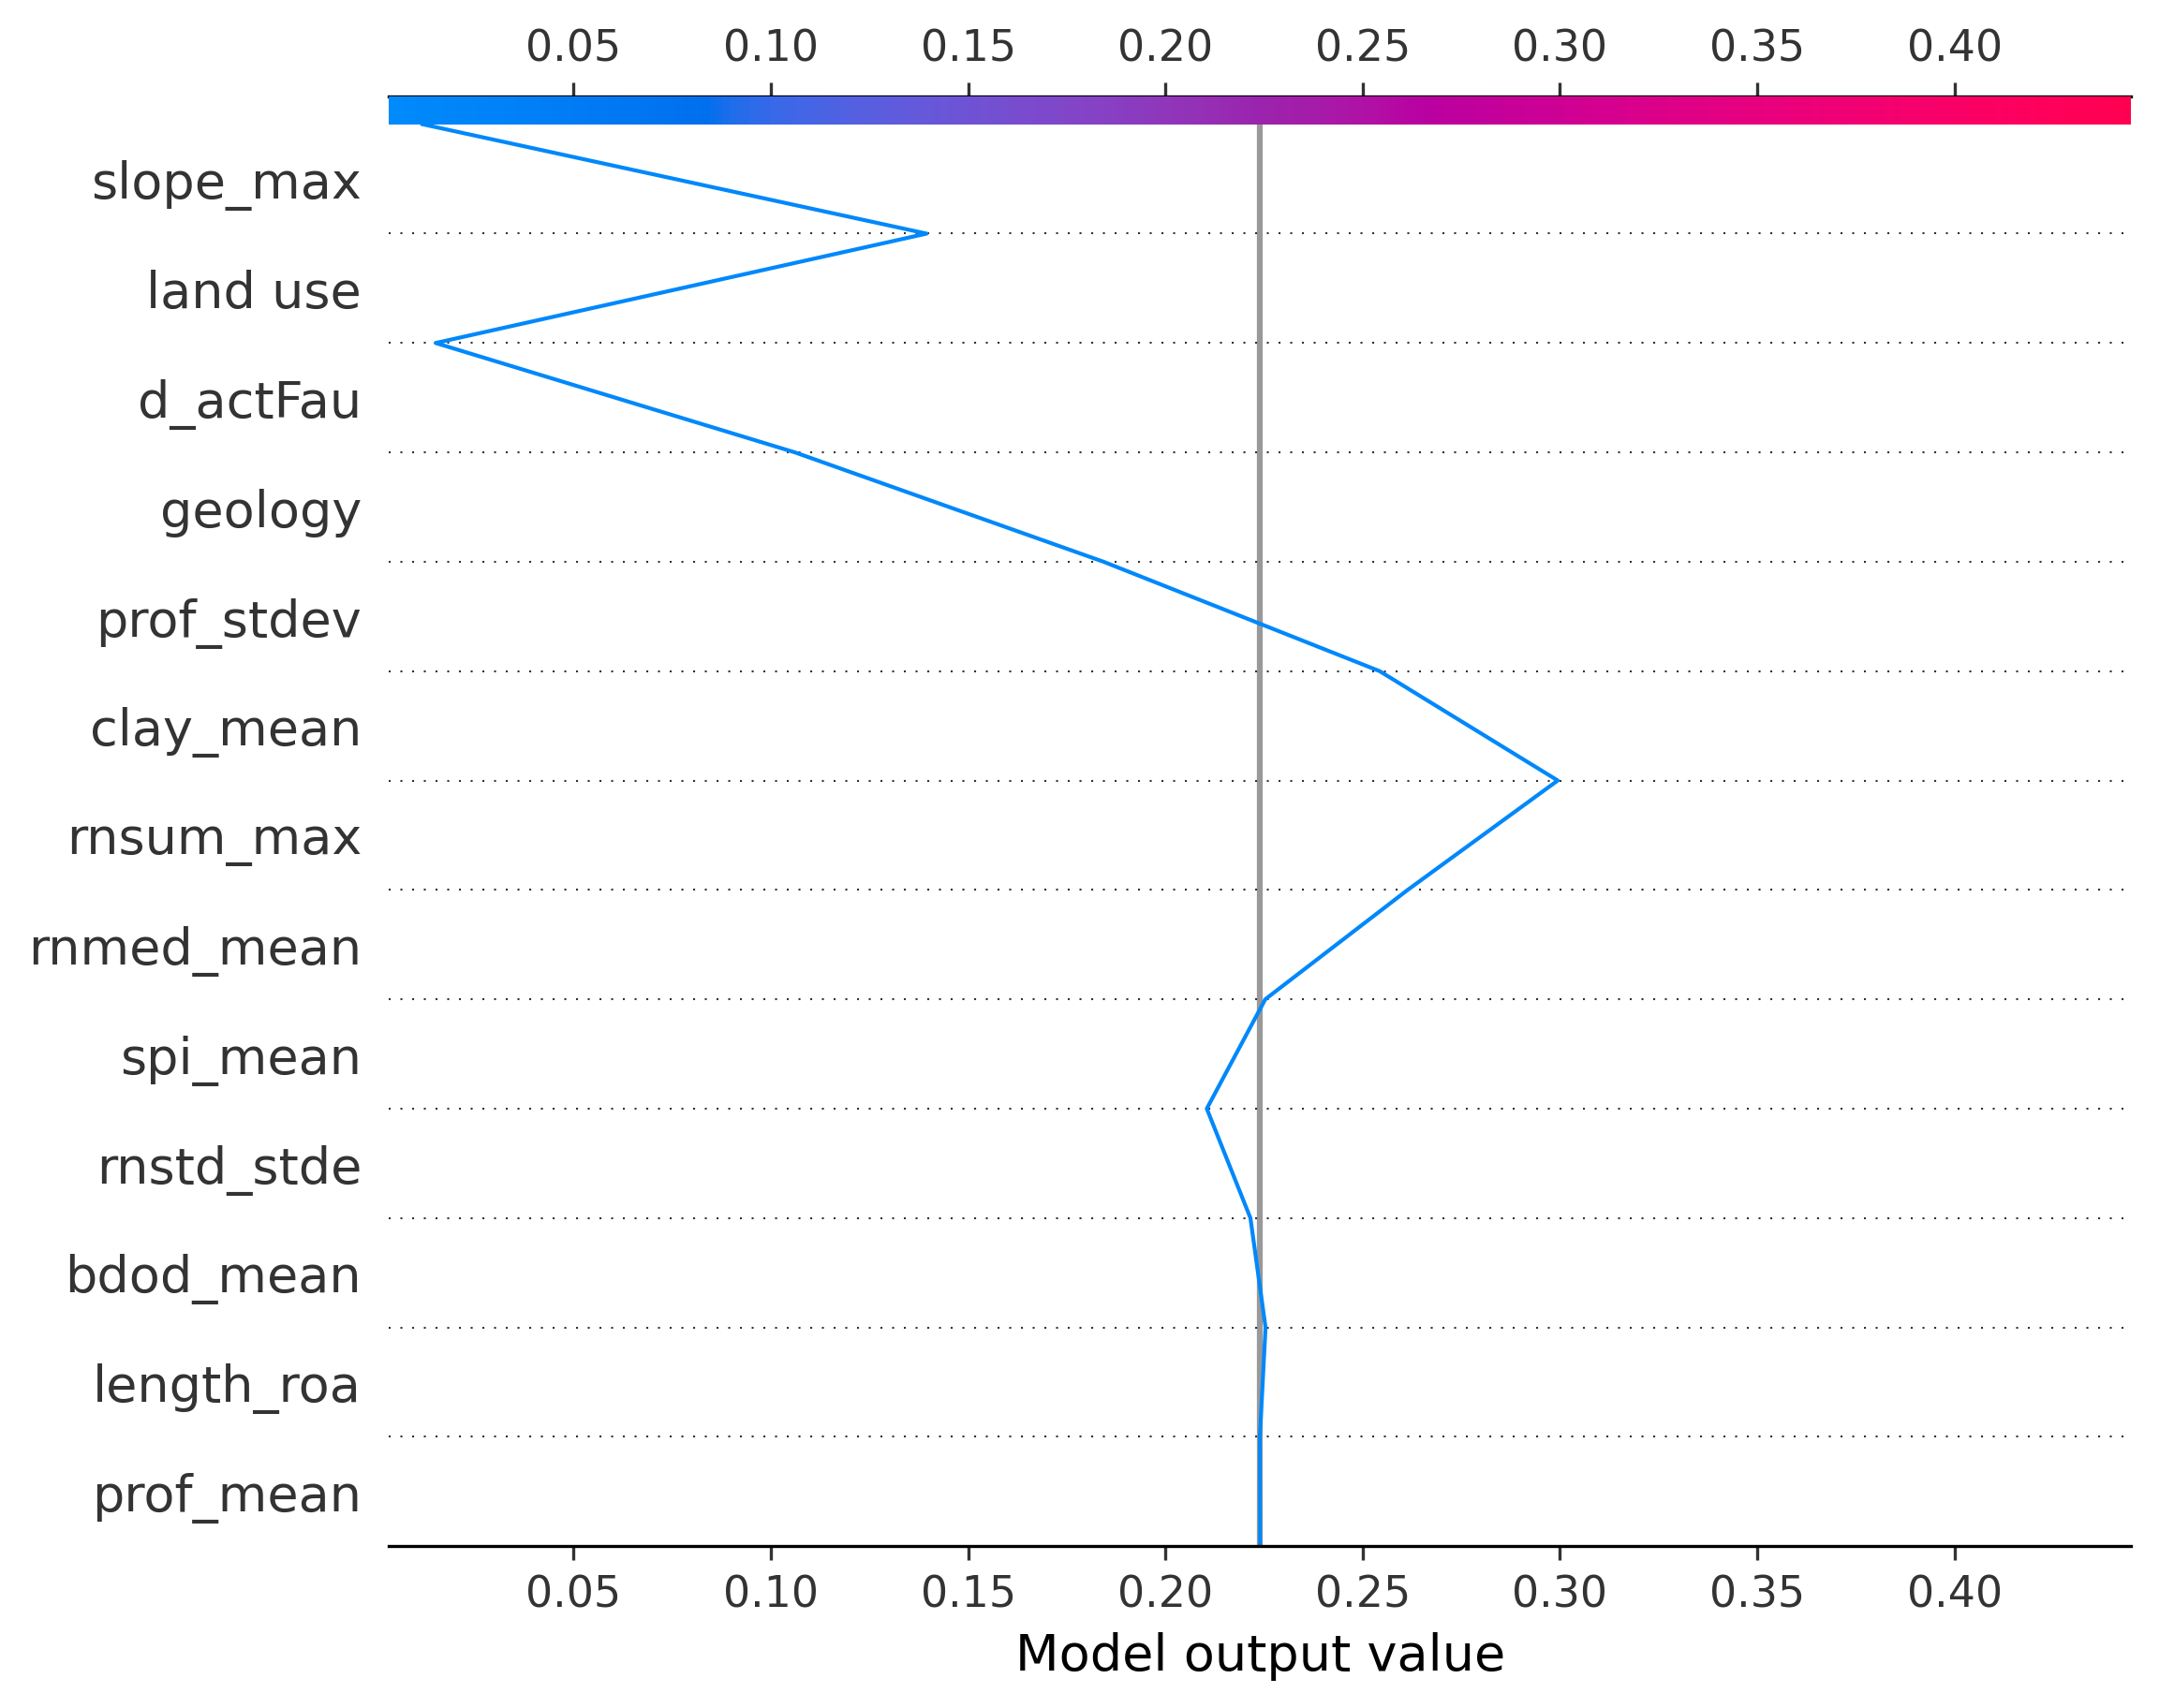 0.05 0.10 0.15 0.20 0.25 0.30 0.35 0.40
slope_max
land use
d_actFau
geology
prof_stdev
clay_mean
rnsum_max
rnmed_mean
spi_mean
rnstd_stde
bdod_mean
length_roa
prof_mean
0.05 0.10 0.15 0.20 0.25 0.30 0.35 0.40
Model output value